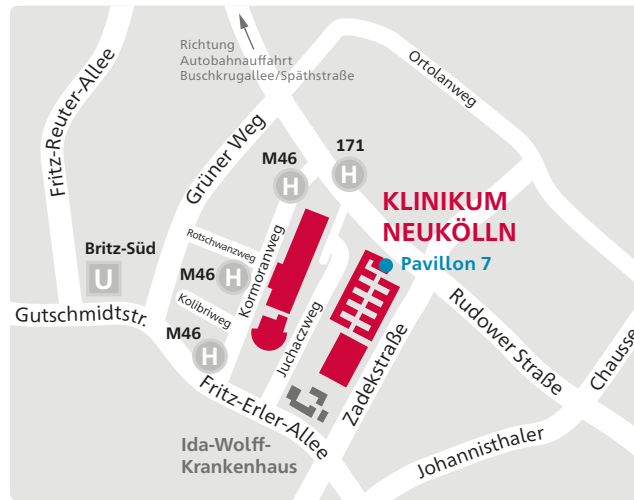 Richtung
Autobahnauffahrt
Buschkrugallee/Späthstraße
Fritz-Reuter-Allee
Ortolanweg
Grüner Weg
171
M46
H
H
KLINIKUM
NEUKÖLLN
Pavillon 7
Rotschwanzweg
Britz-Süd
U
M46
H
Kormoranweg
Kolibriweg
Gutschmidtstr.
M46
H
Juchaczweg
Zadekstraße
Rudower Straße
Chausse
Fritz-Erler-Allee
Johannisthaler
Ida-Wolff-
Krankenhaus